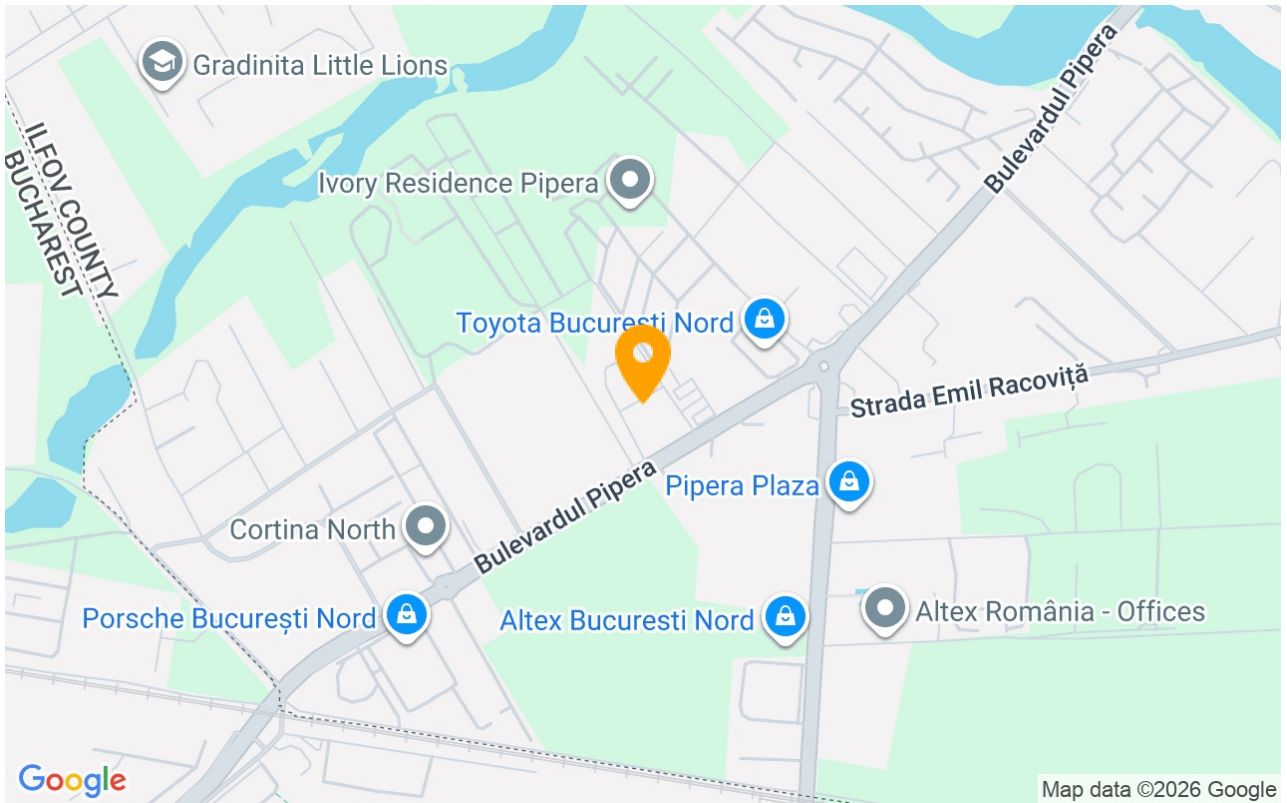 Gradinita Little Lions
Bulevardul Pipera
ILFOV COUNTY
BUCHAREST
Ivory Residence Pipera
Toyota București Nord
Strada Emil Racoviță
Bulevardul Pipera
Pipera Plaza
Cortina North
Porsche București Nord
Altex Bucuresti Nord
Altex România - Offices
Google
Map data ©2026 Google